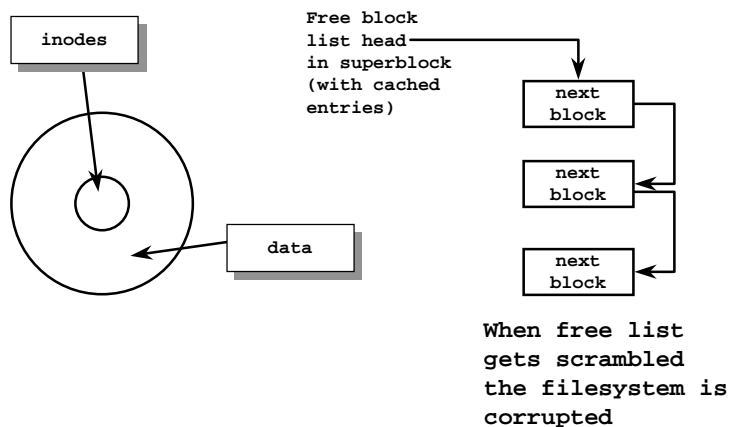 inodes
data
Free block
list head
in superblock
(with cached
entries)
next
block
next
block
next
block
When free list
gets scrambled
the filesystem is
corrupted